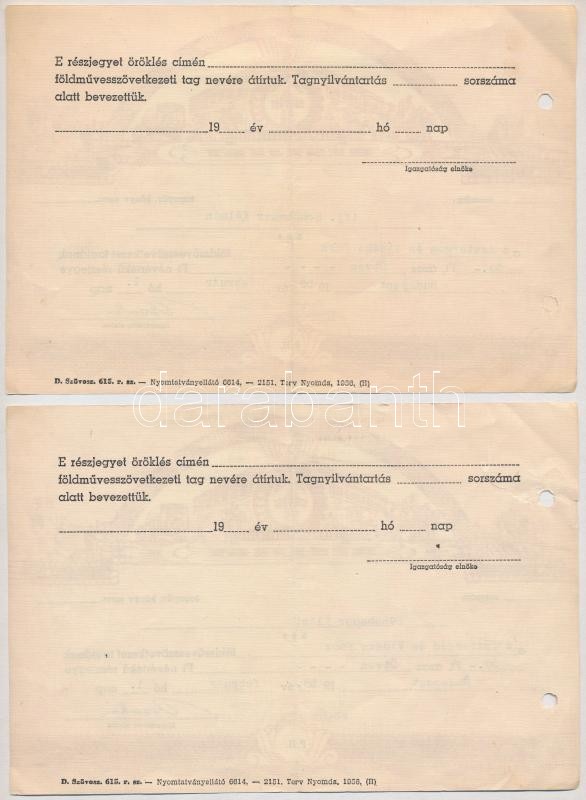 E részjegyet öröklés címén
földművesszövetkezeti tag nevére átírtuk. Tagnyilvántartás sorszáma
alatt bevezettük.
19 év hó nap
Igazgatóság elnöke
D. Szövosz. 615. r. sz. — Nyomtatványellátó 6614. — 2151. Terv Nyomda, 1956. (II)
darabanth
E részjegyet öröklés címén
földművesszövetkezeti tag nevére átírtuk. Tagnyilvántartás sorszáma
alatt bevezettük.
19 év hó nap
Igazgatóság elnöke
D. Szövosz. 615. r. sz. — Nyomtatványellátó 6614. — 2151. Terv Nyomda, 1956. (II)